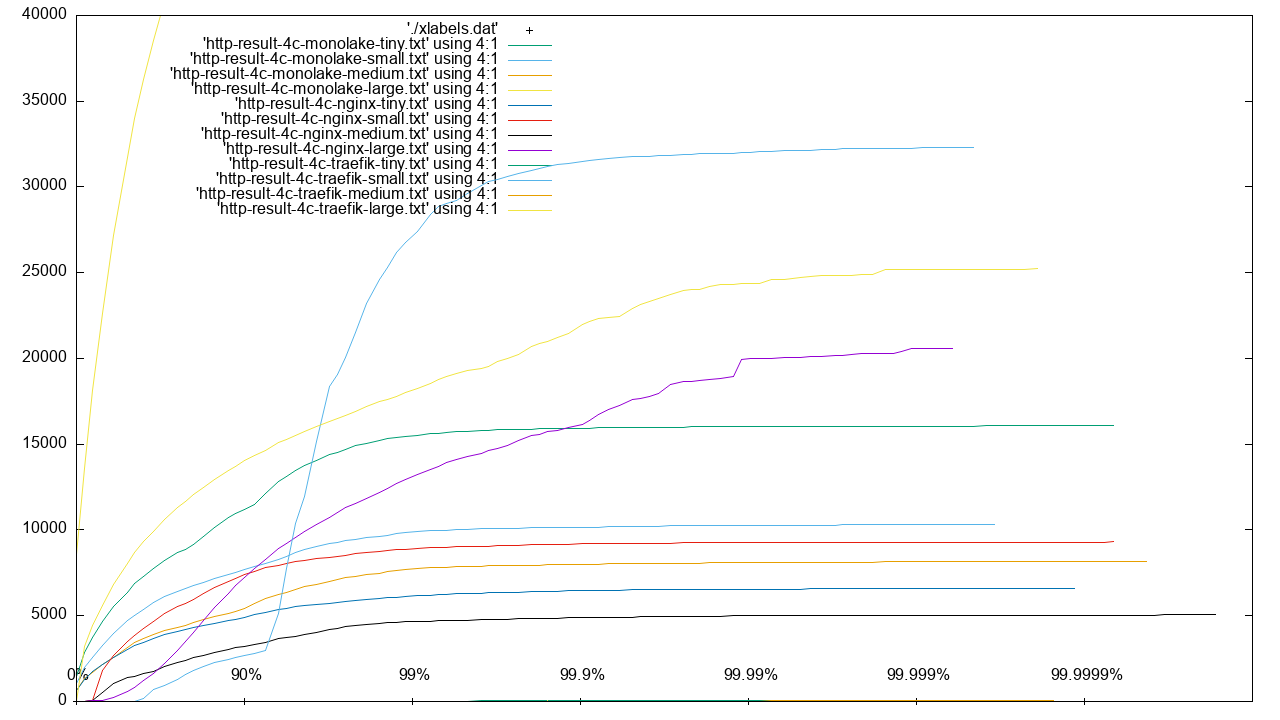 40000
35000
30000
25000
20000
15000
10000
5000
0
'./xlabels.dat'
'http-result-4c-monolake-tiny.txt' using 4:1
'http-result-4c-monolake-small.txt' using 4:1
'http-result-4c-monolake-medium.txt' using 4:1
'http-result-4c-monolake-large.txt' using 4:1
'http-result-4c-nginx-tiny.txt' using 4:1
'http-result-4c-nginx-small.txt' using 4:1
'http-result-4c-nginx-medium.txt' using 4:1
'http-result-4c-nginx-large.txt' using 4:1
'http-result-4c-traefik-tiny.txt' using 4:1
'http-result-4c-traefik-small.txt' using 4:1
'http-result-4c-traefik-medium.txt' using 4:1
'http-result-4c-traefik-large.txt' using 4:1
0% 90% 99% 99.9% 99.99% 99.999% 99.9999%